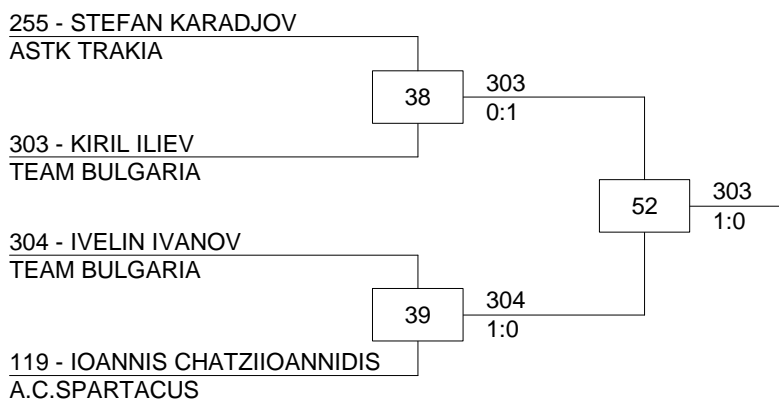 255 - STEFAN KARADJOV
ASTK TRAKIA
38
303
0:1
303 - KIRIL ILIEV
TEAM BULGARIA
52
303
1:0
304 - IVELIN IVANOV
TEAM BULGARIA
39
304
1:0
119 - IOANNIS CHATZIIOANNIDIS
A.C.SPARTACUS